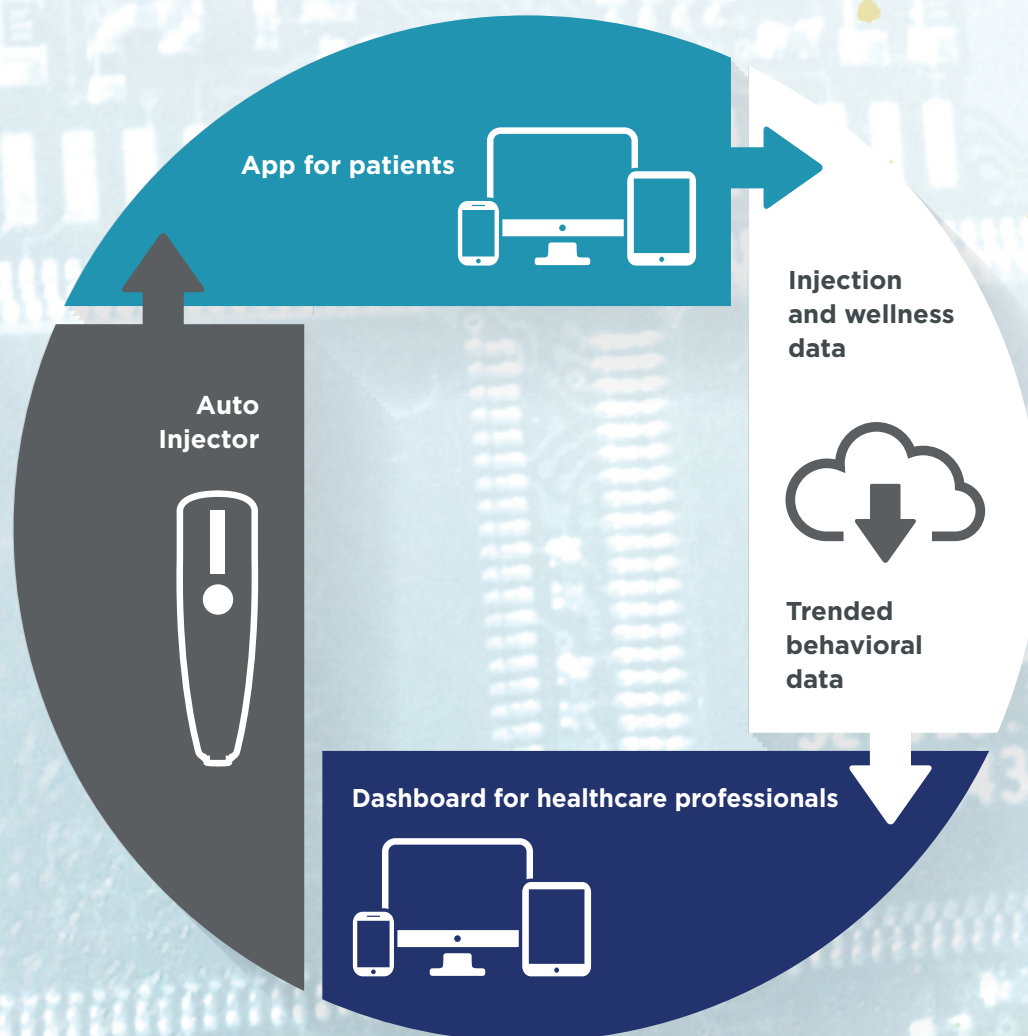 App for patients
Injection
and wellness
data
Auto
Injector
Trended
behavioral
data
Dashboard for healthcare professionals